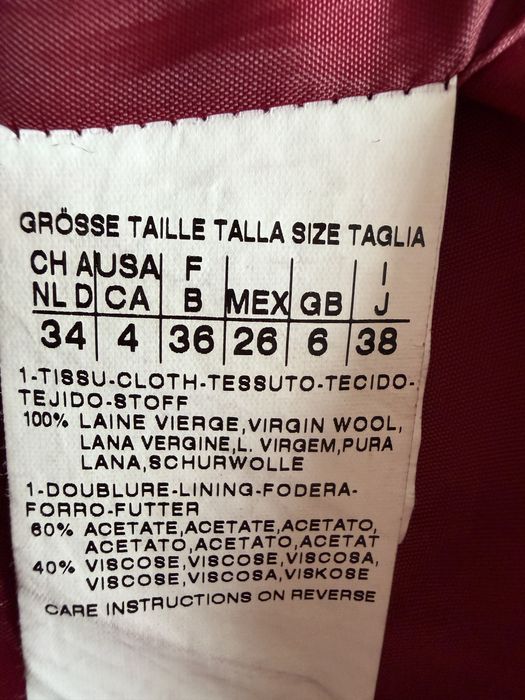 GRÖSSE TAILLE TALLA SIZE TAGLIA
CH A USA F I
NL D CA B MEX GB J
34 4 36 26 6 38
1-TISSU-CLOTH-TESSUTO-TECIDO-
TEJIDO-STOFF
100% LAINE VIERGE,VIRGIN WOOL,
LANA VERGINE,L. VIRGEM,PURA
LANA,SCHURWOLLE
1-DOUBLURE-LINING-FODERA-
FORRO-FUTTER
60% ACETATE,ACETATE,ACETATO,
ACETATO,ACETATO,ACETAT
40% VISCOSE,VISCOSE,VISCOSA,
VISCOSE,VISCOSA,VISKOSE
CARE INSTRUCTIONS ON REVERSE